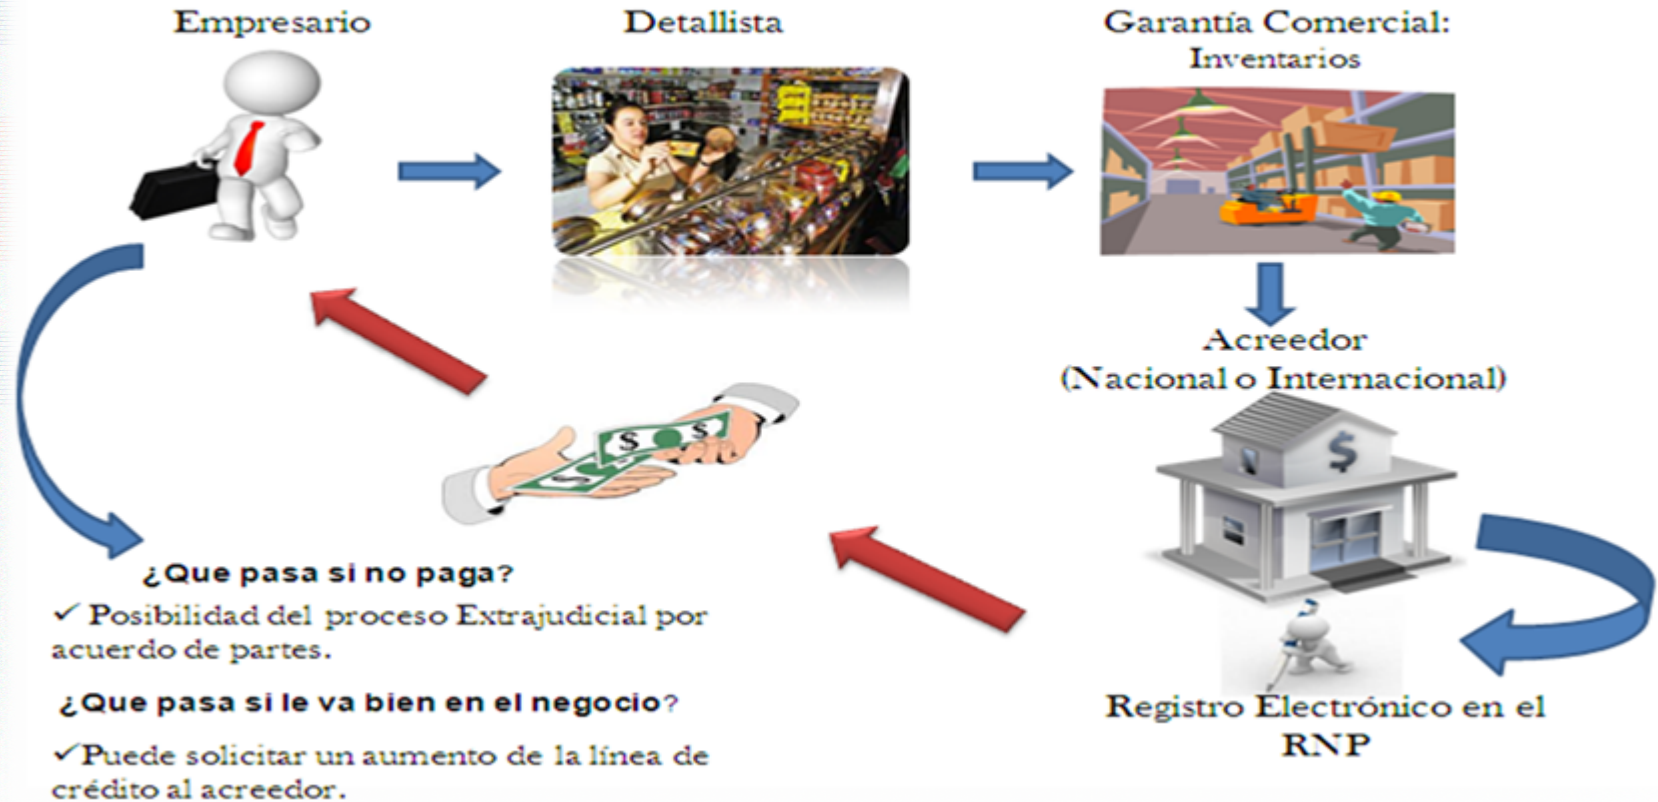 Empresario
Detallista
Garantía Comercial:
Inventarios
Acreedor
(Nacional o Internacional)
$
$ $
¿Que pasa si no paga?
✓ Posibilidad del proceso Extrajudicial por
acuerdo de partes.
¿Que pasa si le va bien en el negocio?
✓Puede solicitar un aumento de la línea de
crédito al acreedor.
Registro Electrónico en el
RNP